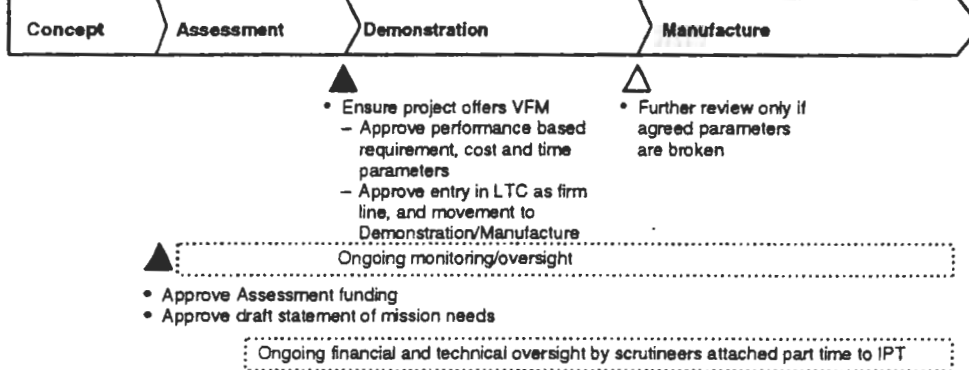 Concept Assessment Demonstration Manufacture
• Ensure project offers VFM
– Approve performance based
requirement, cost and time
parameters
– Approve entry in LTC as firm
line, and movement to
Demonstration/Manufacture
• Further review only if
agreed parameters
are broken
Ongoing monitoring/oversight
• Approve Assessment funding
• Approve draft statement of mission needs
Ongoing financial and technical oversight by scrutineers attached part time to IPT